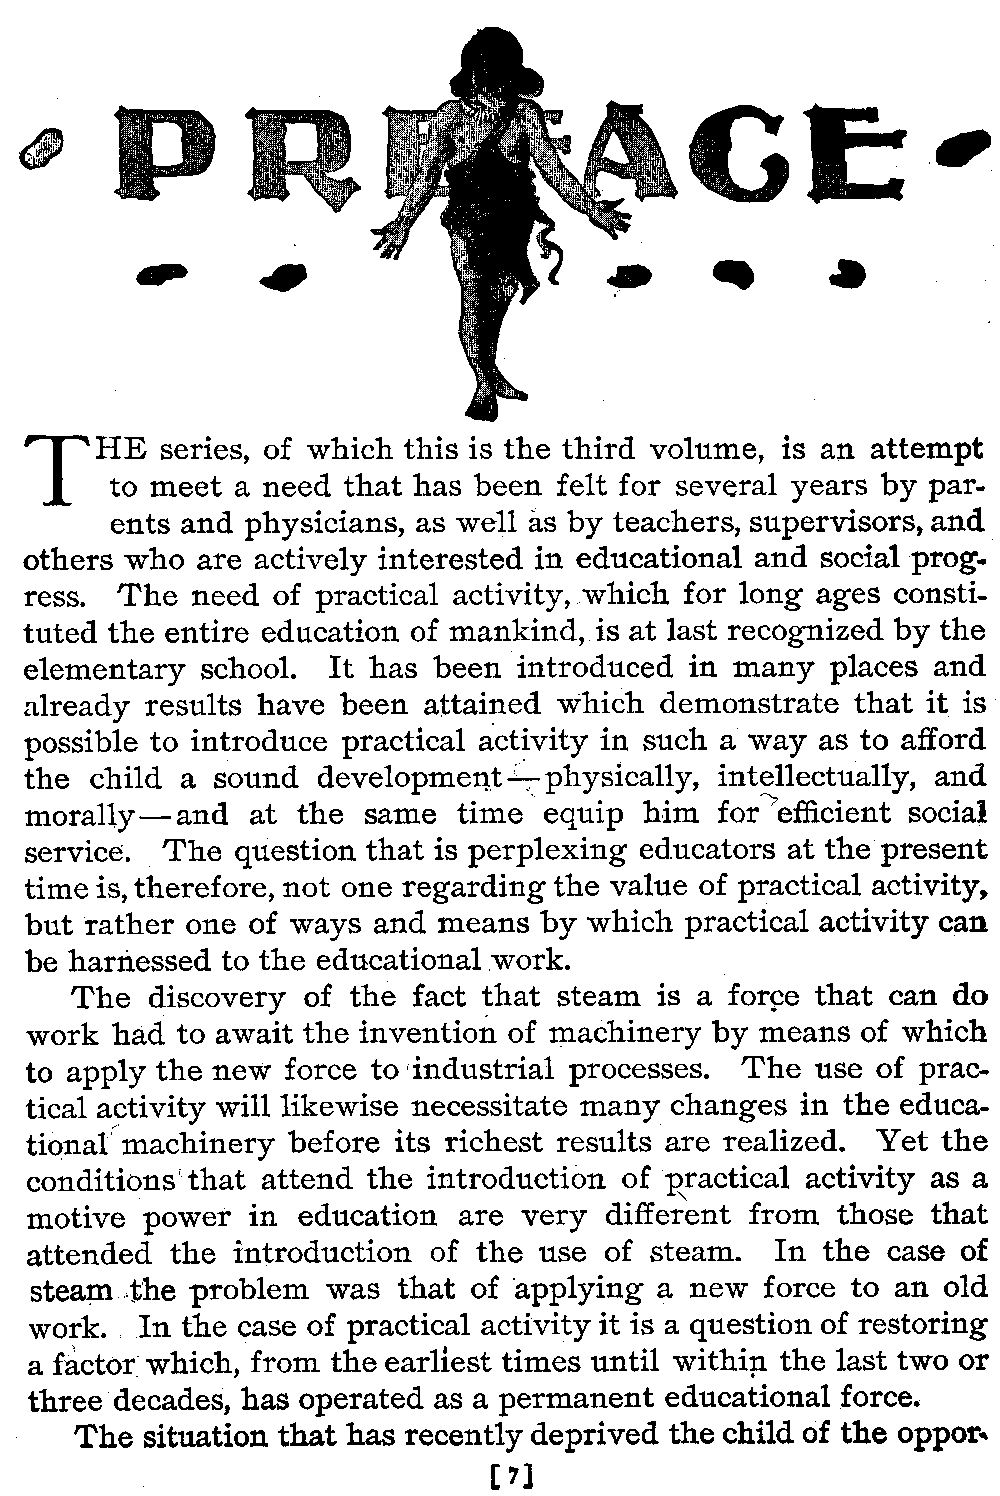 PREFACE
THE series, of which this is the third volume, is an attempt
to meet a need that has been felt for several years by par-
ents and physicians, as well as by teachers, supervisors, and
others who are actively interested in educational and social prog-
ress. The need of practical activity, which for long ages consti-
tuted the entire education of mankind, is at last recognized by the
elementary school. It has been introduced in many places and
already results have been attained which demonstrate that it is
possible to introduce practical activity in such a way as to afford
the child a sound development—physically, intellectually, and
morally—and at the same time equip him for efficient social
service. The question that is perplexing educators at the present
time is, therefore, not one regarding the value of practical activity,
but rather one of ways and means by which practical activity can
be harnessed to the educational work.
The discovery of the fact that steam is a force that can do
work had to await the invention of machinery by means of which
to apply the new force to industrial processes. The use of prac-
tical activity will likewise necessitate many changes in the educa-
tional machinery before its richest results are realized. Yet the
conditions that attend the introduction of practical activity as a
motive power in education are very different from those that
attended the introduction of the use of steam. In the case of
steam the problem was that of applying a new force to an old
work. In the case of practical activity it is a question of restoring
a factor which, from the earliest times until within the last two or
three decades, has operated as a permanent educational force.
The situation that has recently deprived the child of the oppor-
[7]